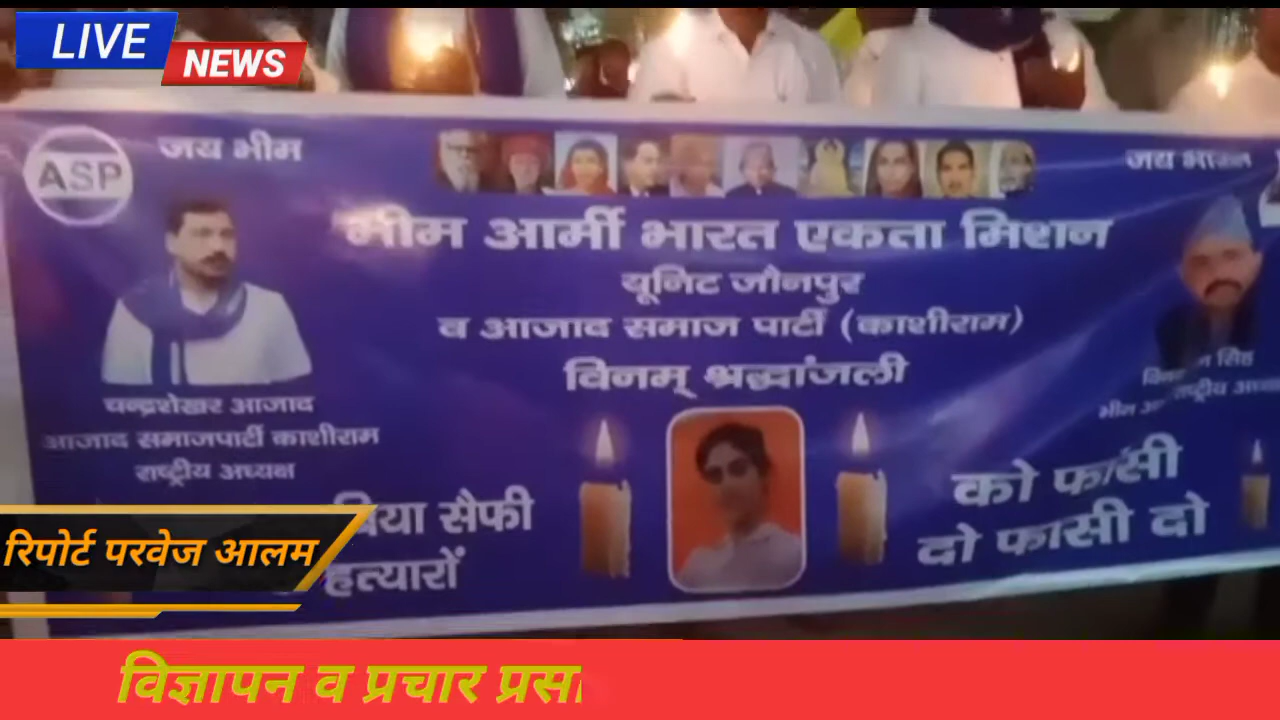 LIVE
NEWS
ASP
जय भीम
जय भारत
भीम आर्मी भारत एकता मिशन
यूनिट जौनपुर
व आजाद समाज पार्टी (काशीराम)
विनम् श्रद्धांजली
चन्द्रशेखर आजाद
आजाद समाजपार्टी काशीराम
राष्ट्रीय अध्यक्ष
सिंह
भीम
सैफी
हत्यारों
को फासी
दो फासी दो
रिपोर्ट परवेज आलम
विज्ञापन व प्रचार